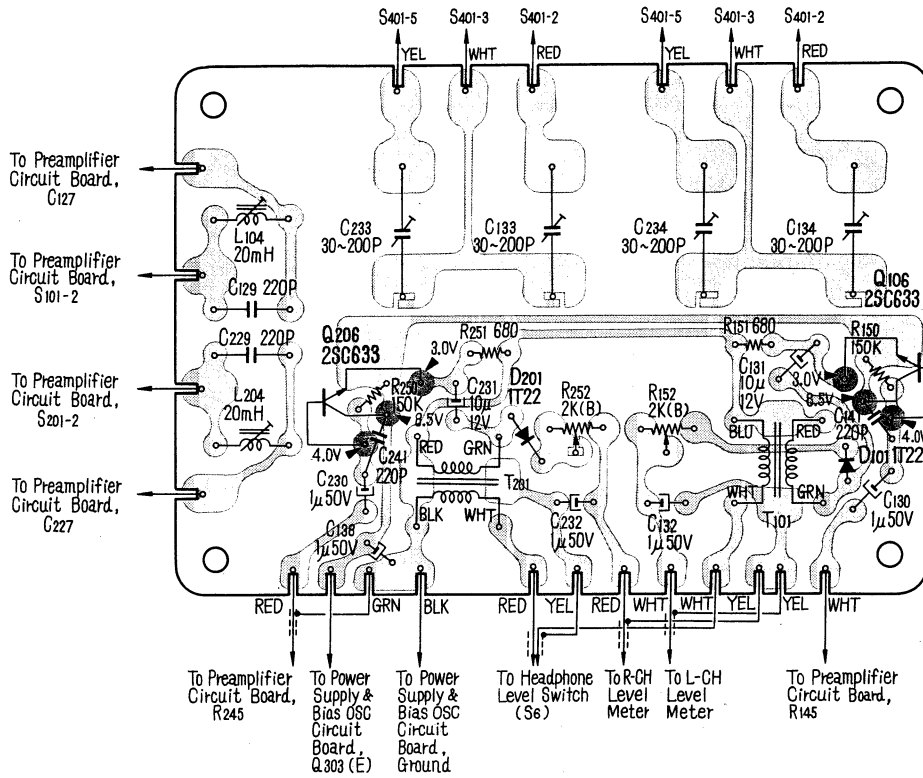 S401-5
S401-3
S401-2
S401-5
S401-3
S401-2
YEL
WHT
RED
YEL
WHT
RED
To Preamplifier
Circuit Board,
C127
L104
20mH
To Preamplifier
Circuit Board,
S101-2
C129 220P
C229 220P
To Preamplifier
Circuit Board,
S201-2
L204
20mH
To Preamplifier
Circuit Board,
C227
C233
30~200P
C133
30~200P
C234
30~200P
C134
30~200P
Q106
2SC633
Q206
2SC633
3.0V
R251 680
R250
150K
8.5V
C231
10μ
12V
D201
1T22
R252
2K(B)
R152
2K(B)
R151 680
C131
10μ
12V
3.0V
R150
150K
8.5V
C141
220P
4.0V
D101 1T22
4.0V
C241
220P
RED
GRN
T201
BLK
WHT
C230
1μ50V
C138
1μ50V
C232
1μ50V
C132
1μ50V
BLU
RED
WHT
GRN
T101
C130
1μ50V
RED
GRN
BLK
RED
YEL
RED
WHT
WHT
YEL
YEL
WHT
To Preamplifier
Circuit Board,
R245
To Power
Supply &
Bias OSC
Circuit
Board,
Q303 (E)
To Power
Supply &
Bias OSC
Circuit
Board,
Ground
To Headphone
Level Switch
(S6)
To R-CH
Level
Meter
To L-CH
Level
Meter
To Preamplifier
Circuit Board,
R145